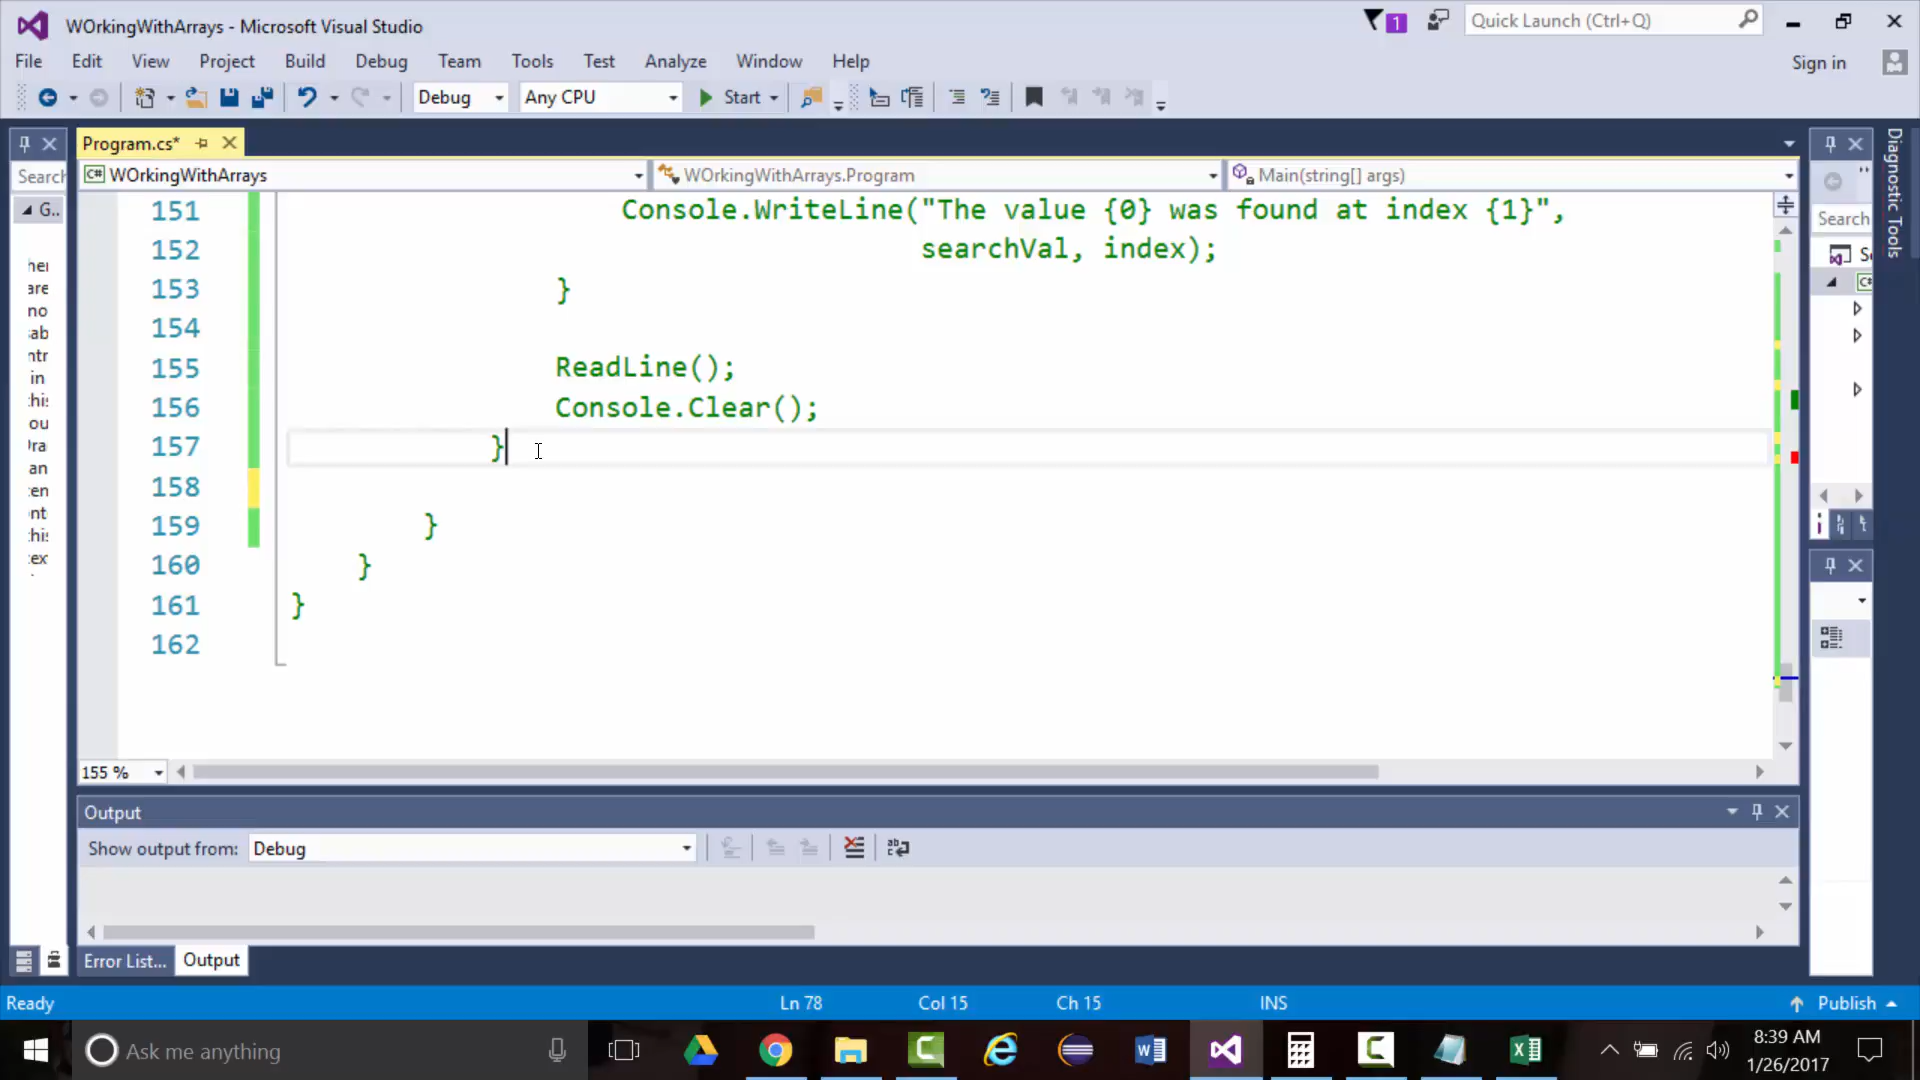 WOrkingWithArrays - Microsoft Visual Studio
1
Quick Launch (Ctrl+Q)
File Edit View Project Build Debug Team Tools Test Analyze Window Help
Sign in
Debug Any CPU Start
Program.cs*
Search
WOrkingWithArrays WOrkingWithArrays.Program Main(string[] args)
G..
151 Console.WriteLine("The value {0} was found at index {1}",
152 searchVal, index);
153 }
154
155 ReadLine();
156 Console.Clear();
157 }
158
159 }
160 }
161 }
162
Search
Diagnostic Tools
155 %
Output
Show output from: Debug
Error List... Output
Ready Ln 78 Col 15 Ch 15 INS Publish
Ask me anything
8:39 AM
1/26/2017